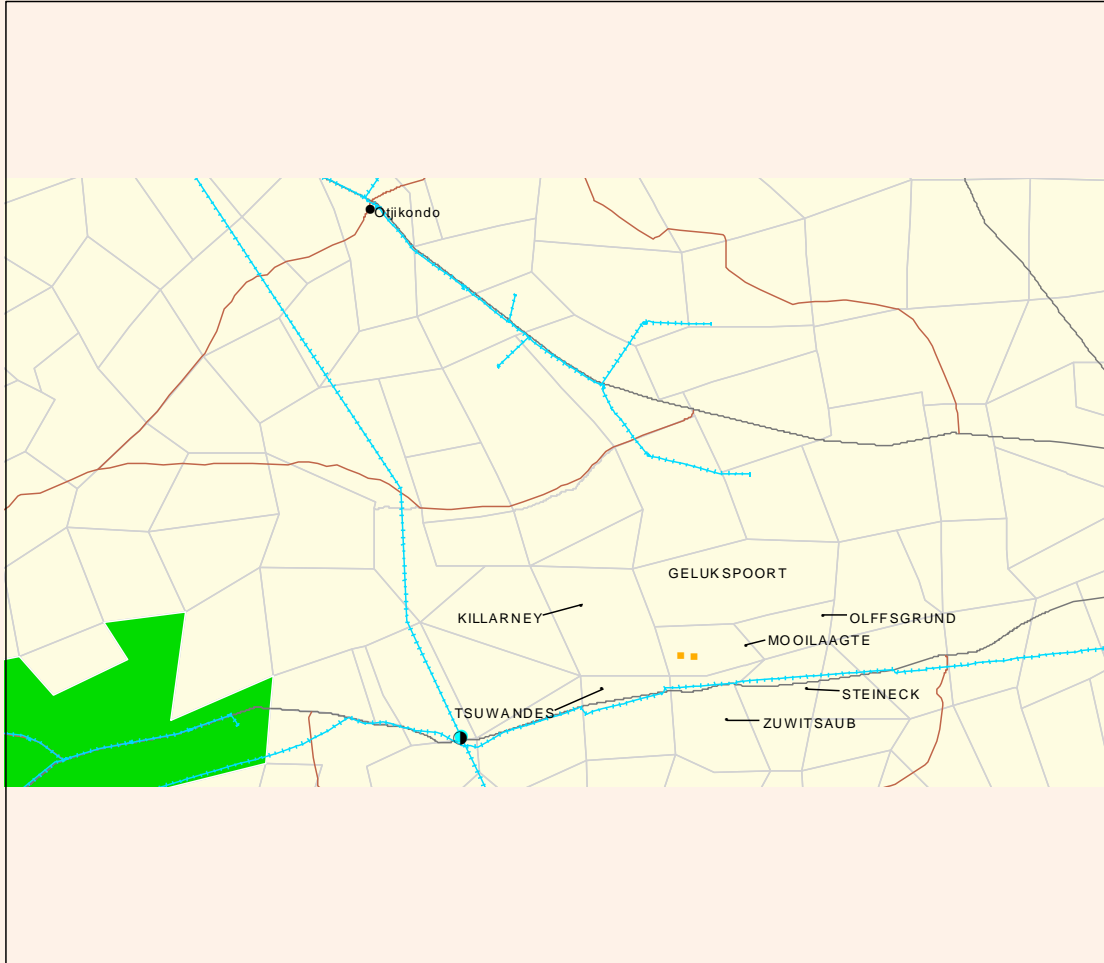 Otjikondo
GELUKSPOORT
KILLARNEY
OLFFSGRUND
MOOILAAGTE
STEINECK
TSUWANDES
ZUWITSAUB